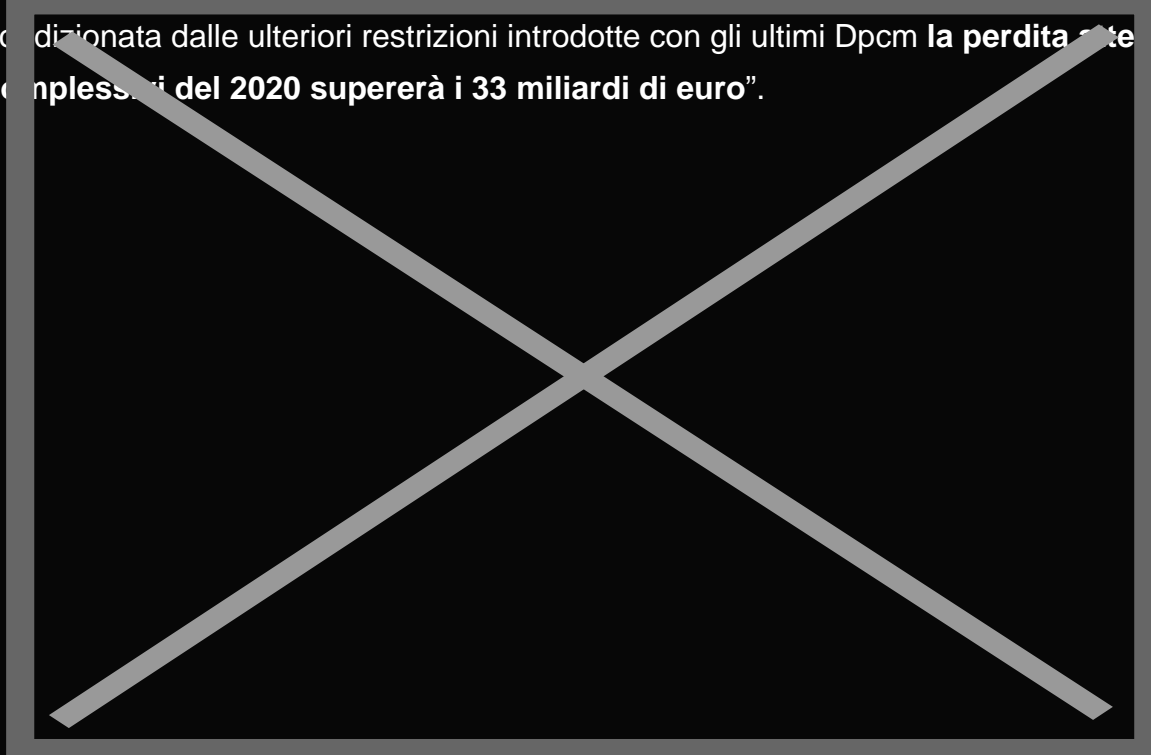 dizionata dalle ulteriori restrizioni introdotte con gli ultimi Dpcm la perdita
del 2020 supererà i 33 miliardi di euro”.